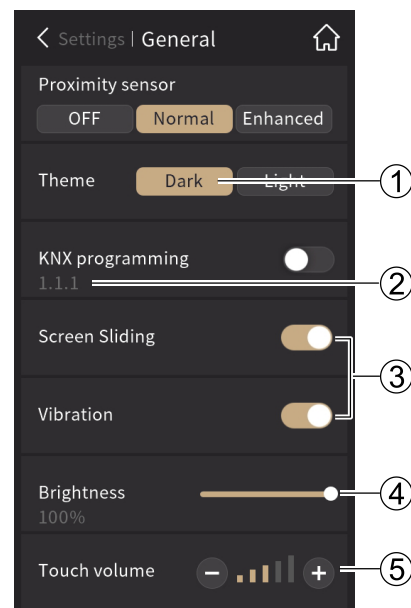 Settings | General
Proximity sensor
OFF Normal Enhanced
Theme Dark Light 1
KNX programming
1.1.1 2
Screen Sliding
3
Vibration
Brightness 4
100%
Touch volume − + 5